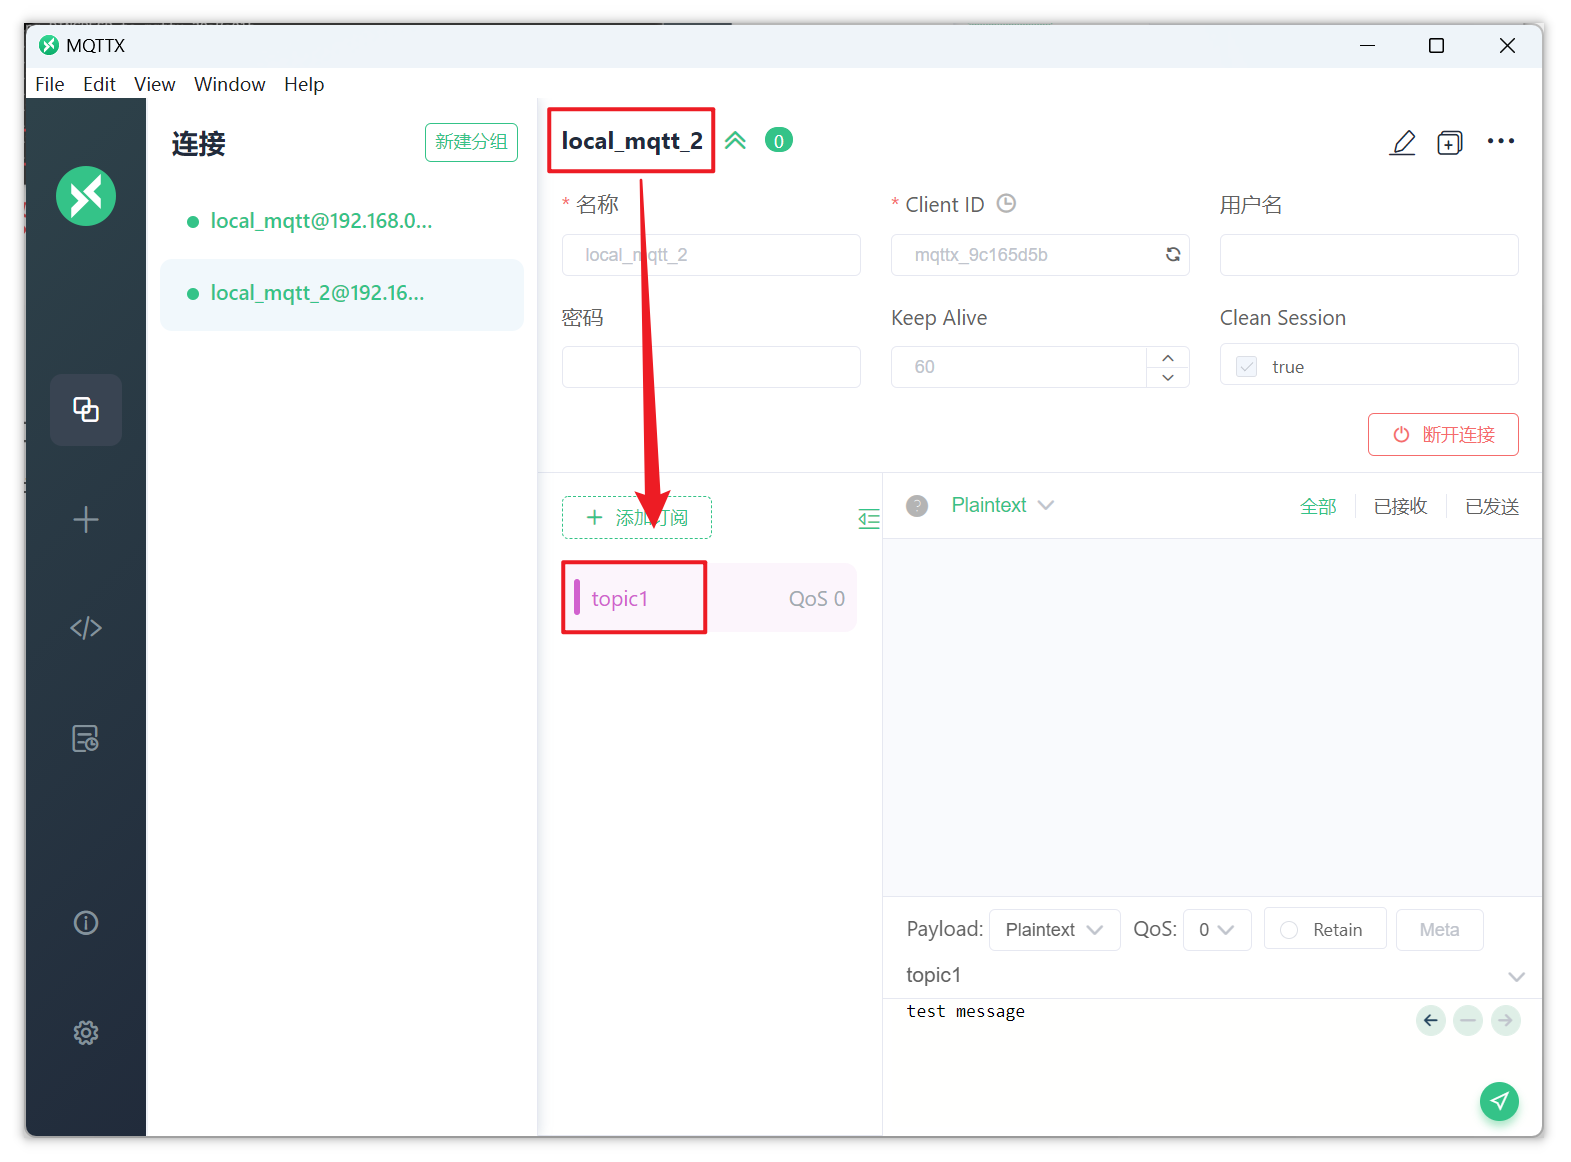 MQTTX
File Edit View Window Help
连接
新建分组
local_mqtt@192.168.0...
local_mqtt_2@192.16...
local_mqtt_2
0
* 名称
* Client ID
用户名
local_mqtt_2
mqttx_9c165d5b
密码
Keep Alive
Clean Session
60
true
断开连接
+ 添加订阅
Plaintext
全部
已接收
已发送
topic1
QoS 0
Payload:
Plaintext
QoS:
0
Retain
Meta
topic1
test message